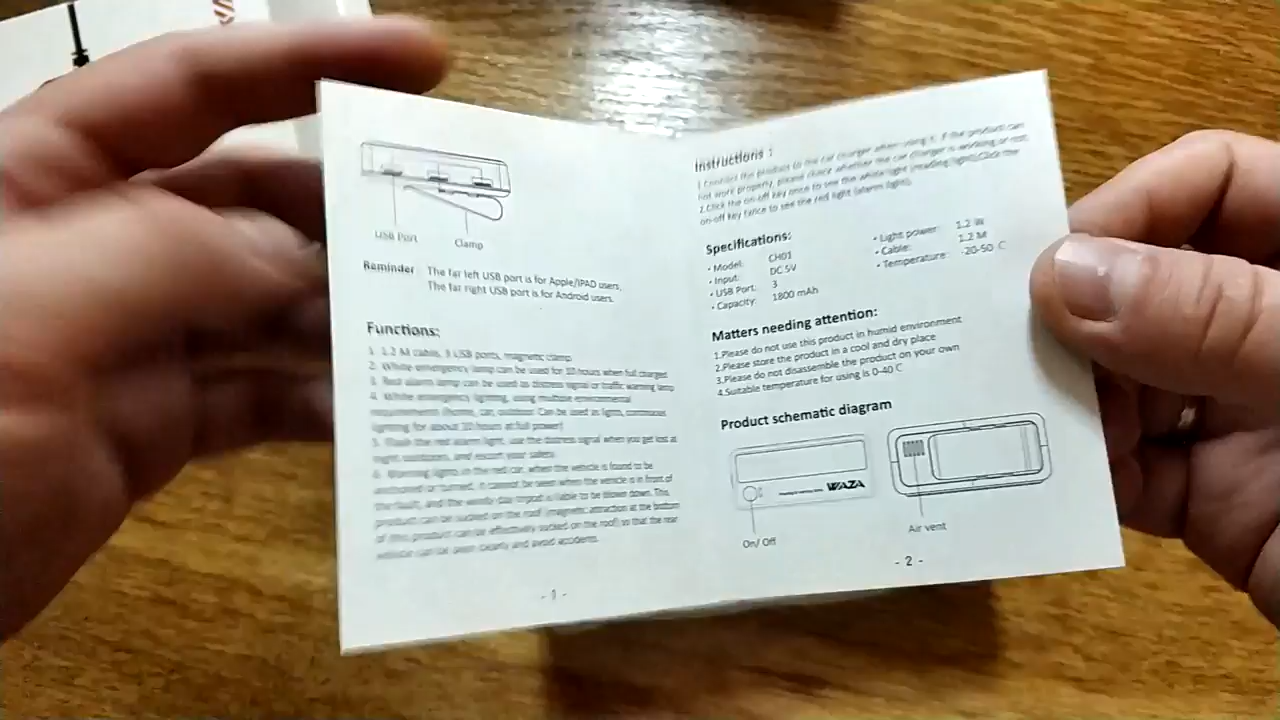 USB Port
Clamp
Reminder The far left USB port is for Apple/IPAD users,
The far right USB port is for Android users.
Functions:
1. 1.2 M cable, 3 USB ports, magnetic clamp
2. White emergency lamp can be used for 10 hours when full charged
3. Red alarm lamp can be used as distress signal or traffic warning lamp
4. White emergency lighting, using multiple environmental
requirements (home, car, outdoor. Can be used as lights, continuous
lighting for about 10 hours at full power)
5. Flash the red alarm light, use the distress signal when you get lost at
night outdoors, and escort your safety.
6. Warning lights in the red car, when the vehicle is found to be
anchored or turned, it cannot be seen when the vehicle is in front of
the fault, and the windy day tripod is liable to be blown down. This
product can be sucked on the roof (magnetic attraction at the bottom
of this product can be effectively sucked on the roof) so that the rear
vehicle can be seen clearly and avoid accidents.
- 1 -
Instructions :
1.Connect the product to the car charger when using it. If the product can
not work properly, please check whether the car charger is working or not.
2.Click the on-off key once to see the white light (reading light).Click the
on-off key twice to see the red light (alarm light).
Specifications:
• Model: CH01
• Input: DC 5V
• USB Port: 3
• Capacity: 1800 mAh
• Light power: 1.2 W
• Cable: 1.2 M
• Temperature: -20-50 C
Matters needing attention:
1.Please do not use this product in humid environment
2.Please store the product in a cool and dry place
3.Please do not disassemble the product on your own
4.Suitable temperature for using is 0-40 C
Product schematic diagram
WAZA
On/ Off
Air vent
- 2 -